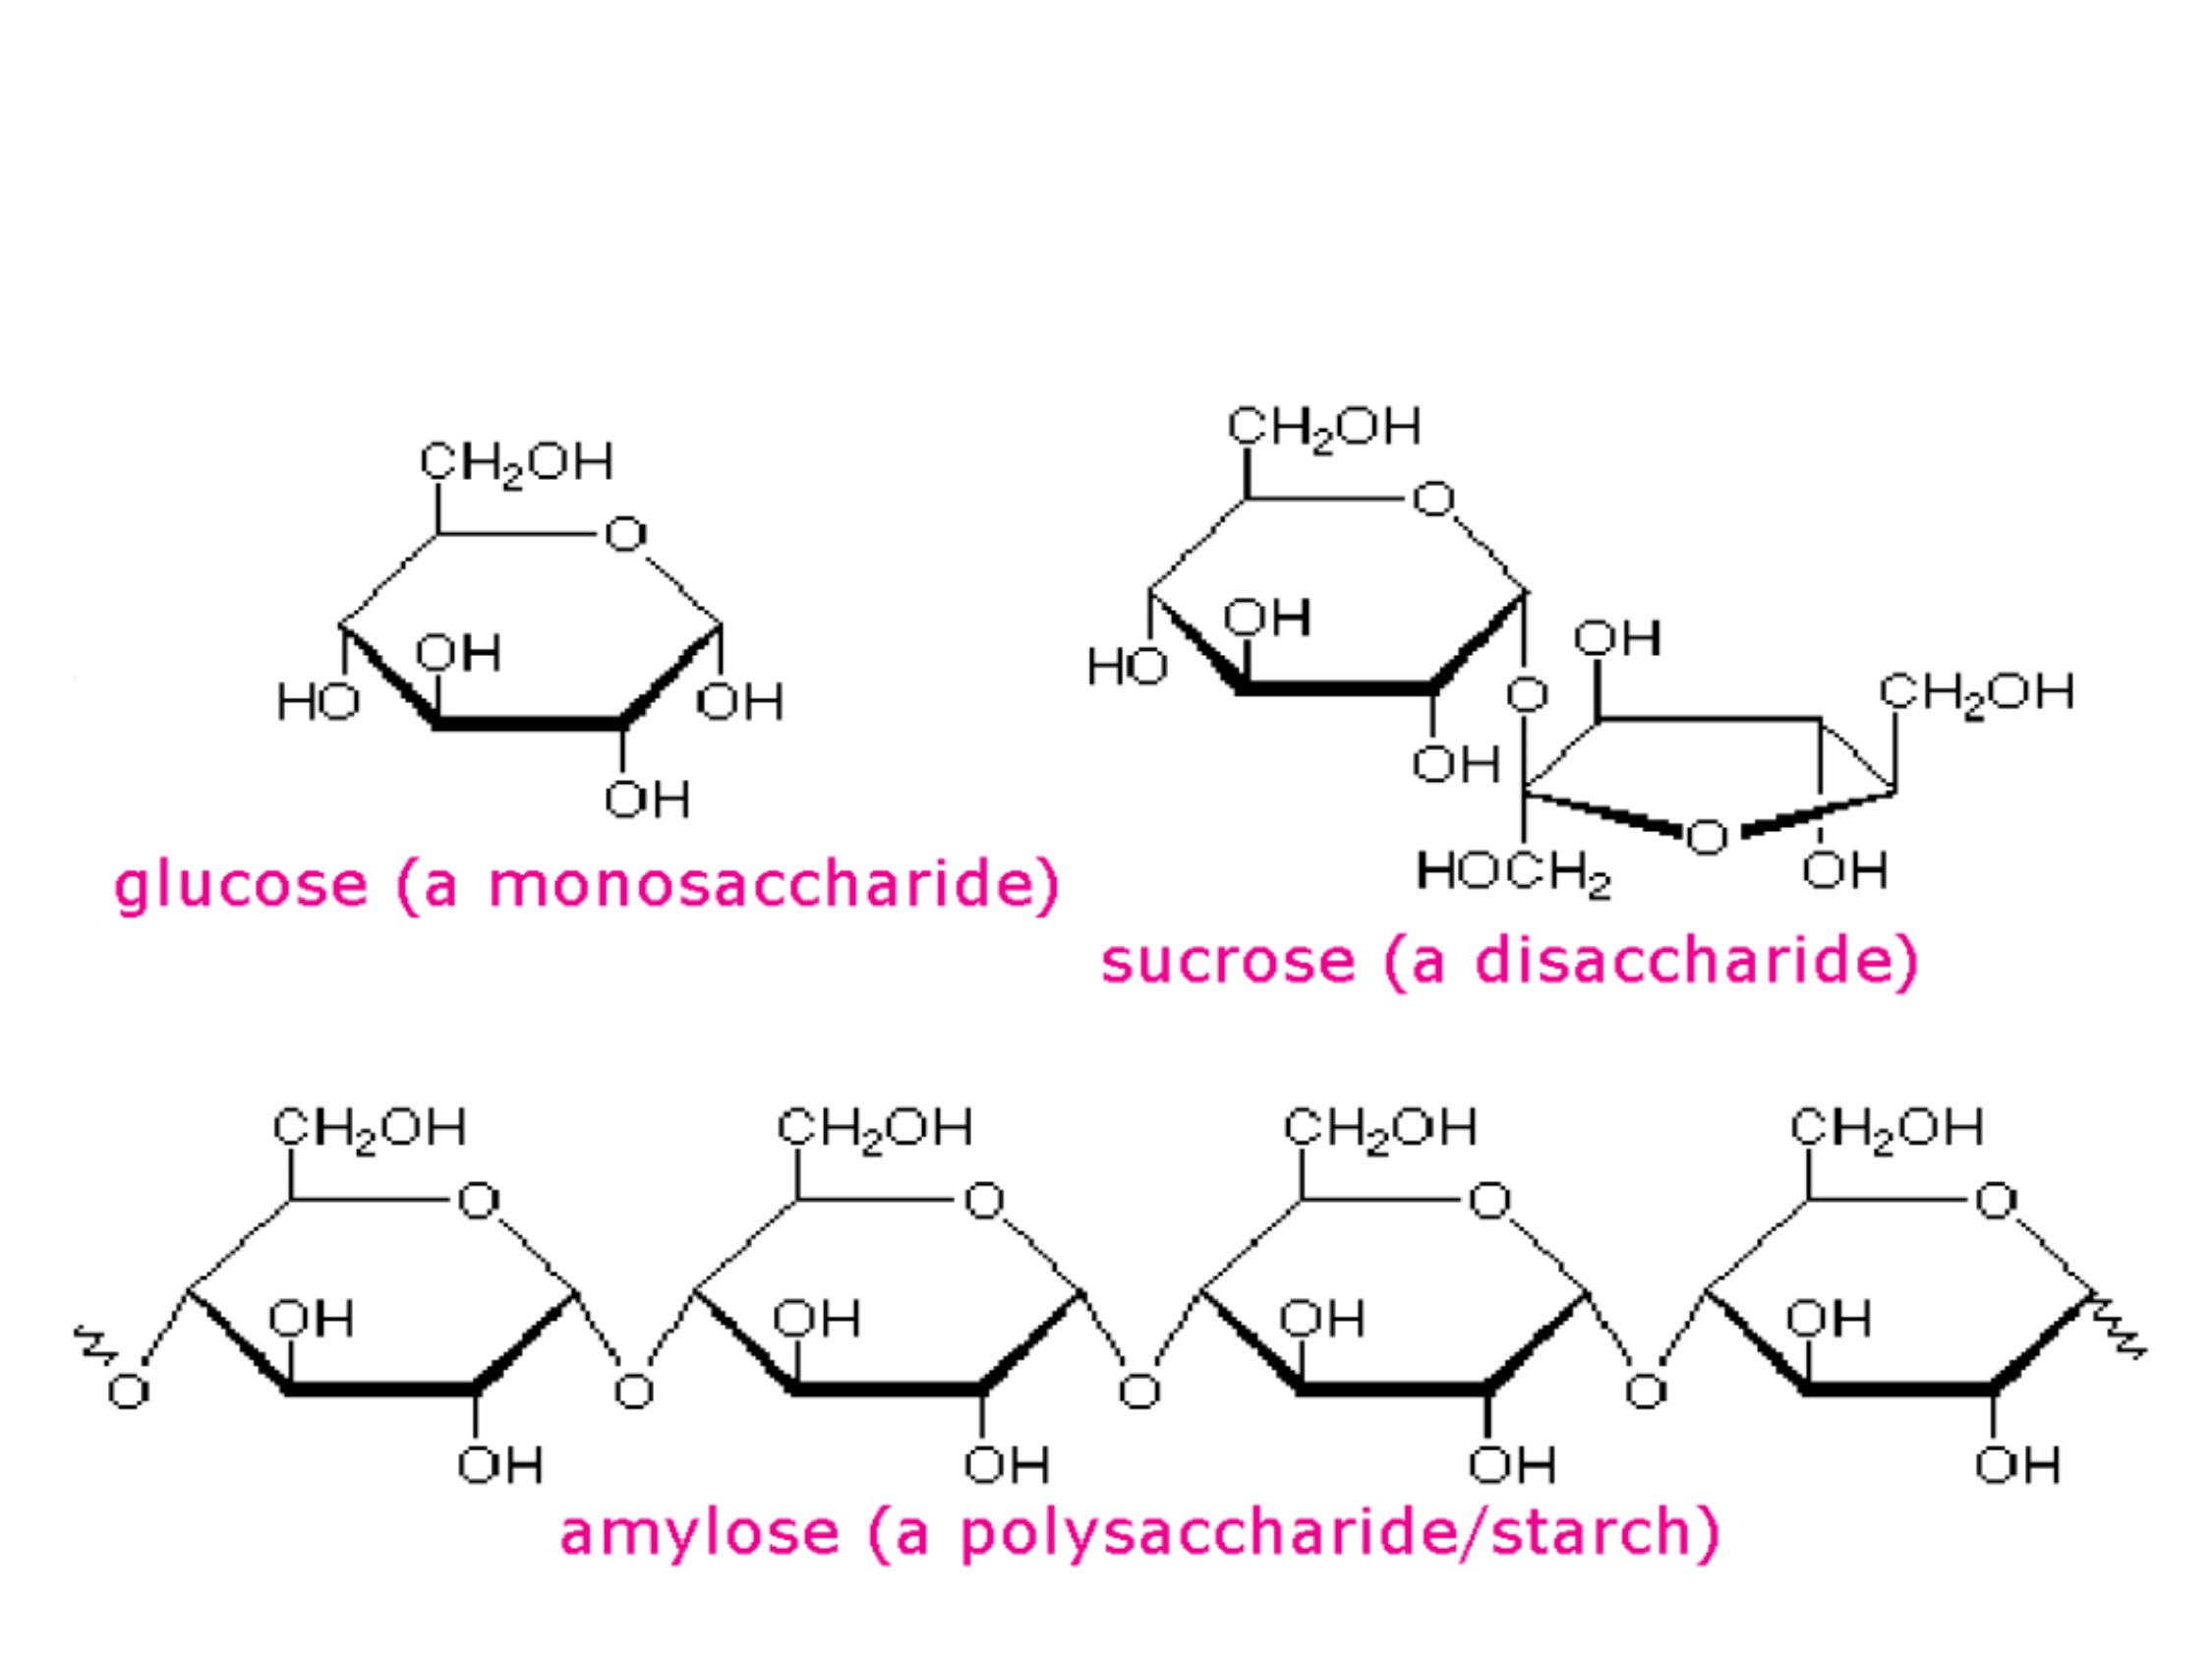 CH₂OH
O
OH
HO
OH
OH
glucose (a monosaccharide)
CH₂OH
O
OH
HO
OH
O
OH
CH₂OH
O
HOCH₂
OH
sucrose (a disaccharide)
CH₂OH CH₂OH CH₂OH CH₂OH
O O O O
OH OH OH OH
O O O O
OH OH OH OH
amylose (a polysaccharide/starch)